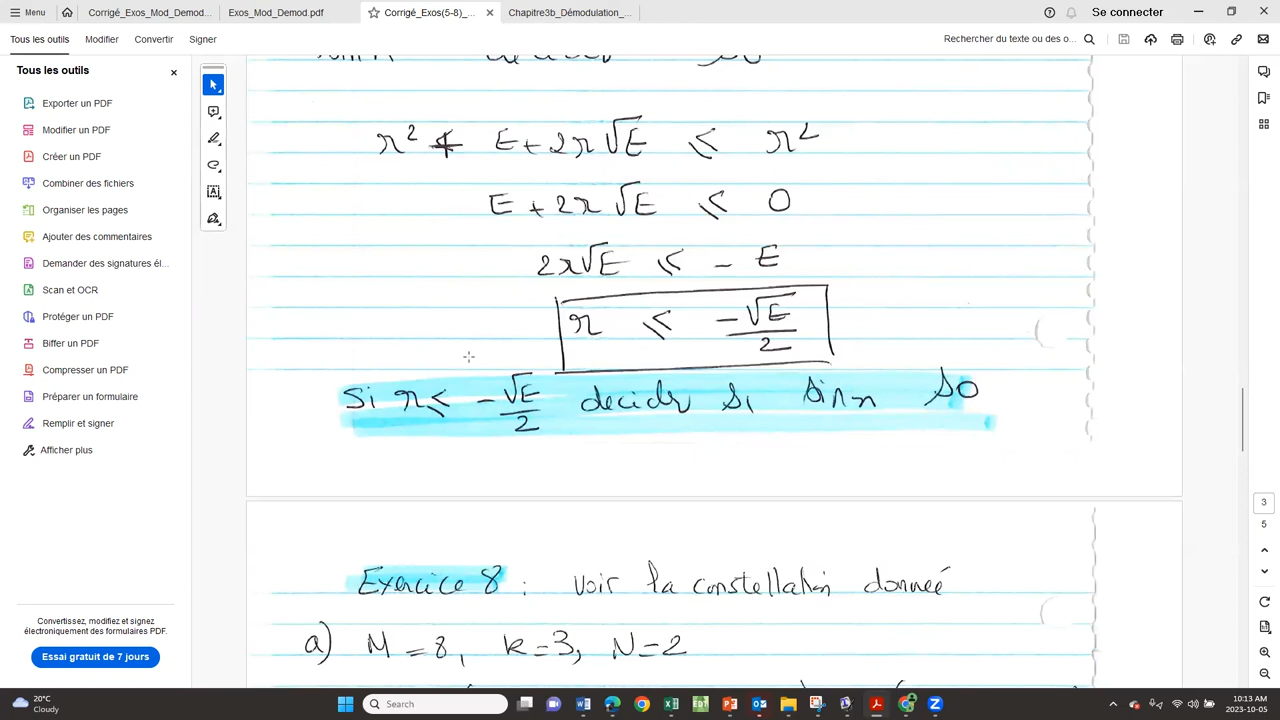 Menu
Corrigé_Exos_Mod_Demod...
Exos_Mod_Demod.pdf
Corrigé_Exos(5-8)_...
Chapitre3b_Démodulation_...
Se connecter
Tous les outils
Modifier
Convertir
Signer
Rechercher du texte ou des o...
Tous les outils
Exporter un PDF
Modifier un PDF
Créer un PDF
Combiner des fichiers
Organiser les pages
Ajouter des commentaires
Demander des signatures él...
Scan et OCR
Protéger un PDF
Biffer un PDF
Compresser un PDF
Préparer un formulaire
Remplir et signer
Afficher plus
Convertissez, modifiez et signez
électroniquement des formulaires PDF.
Essai gratuit de 7 jours
r² + E + 2r√E ≤ r²
E + 2r√E ≤ 0
2r√E ≤ - E
r ≤ -√E/2
Si r ≤ -√E/2 decider S1 sinon S0
Exercice 8 : voir la constellation donneé
a) M = 8, k = 3, N = 2
3
5
20°C
Cloudy
Search
10:13 AM
2023-10-05